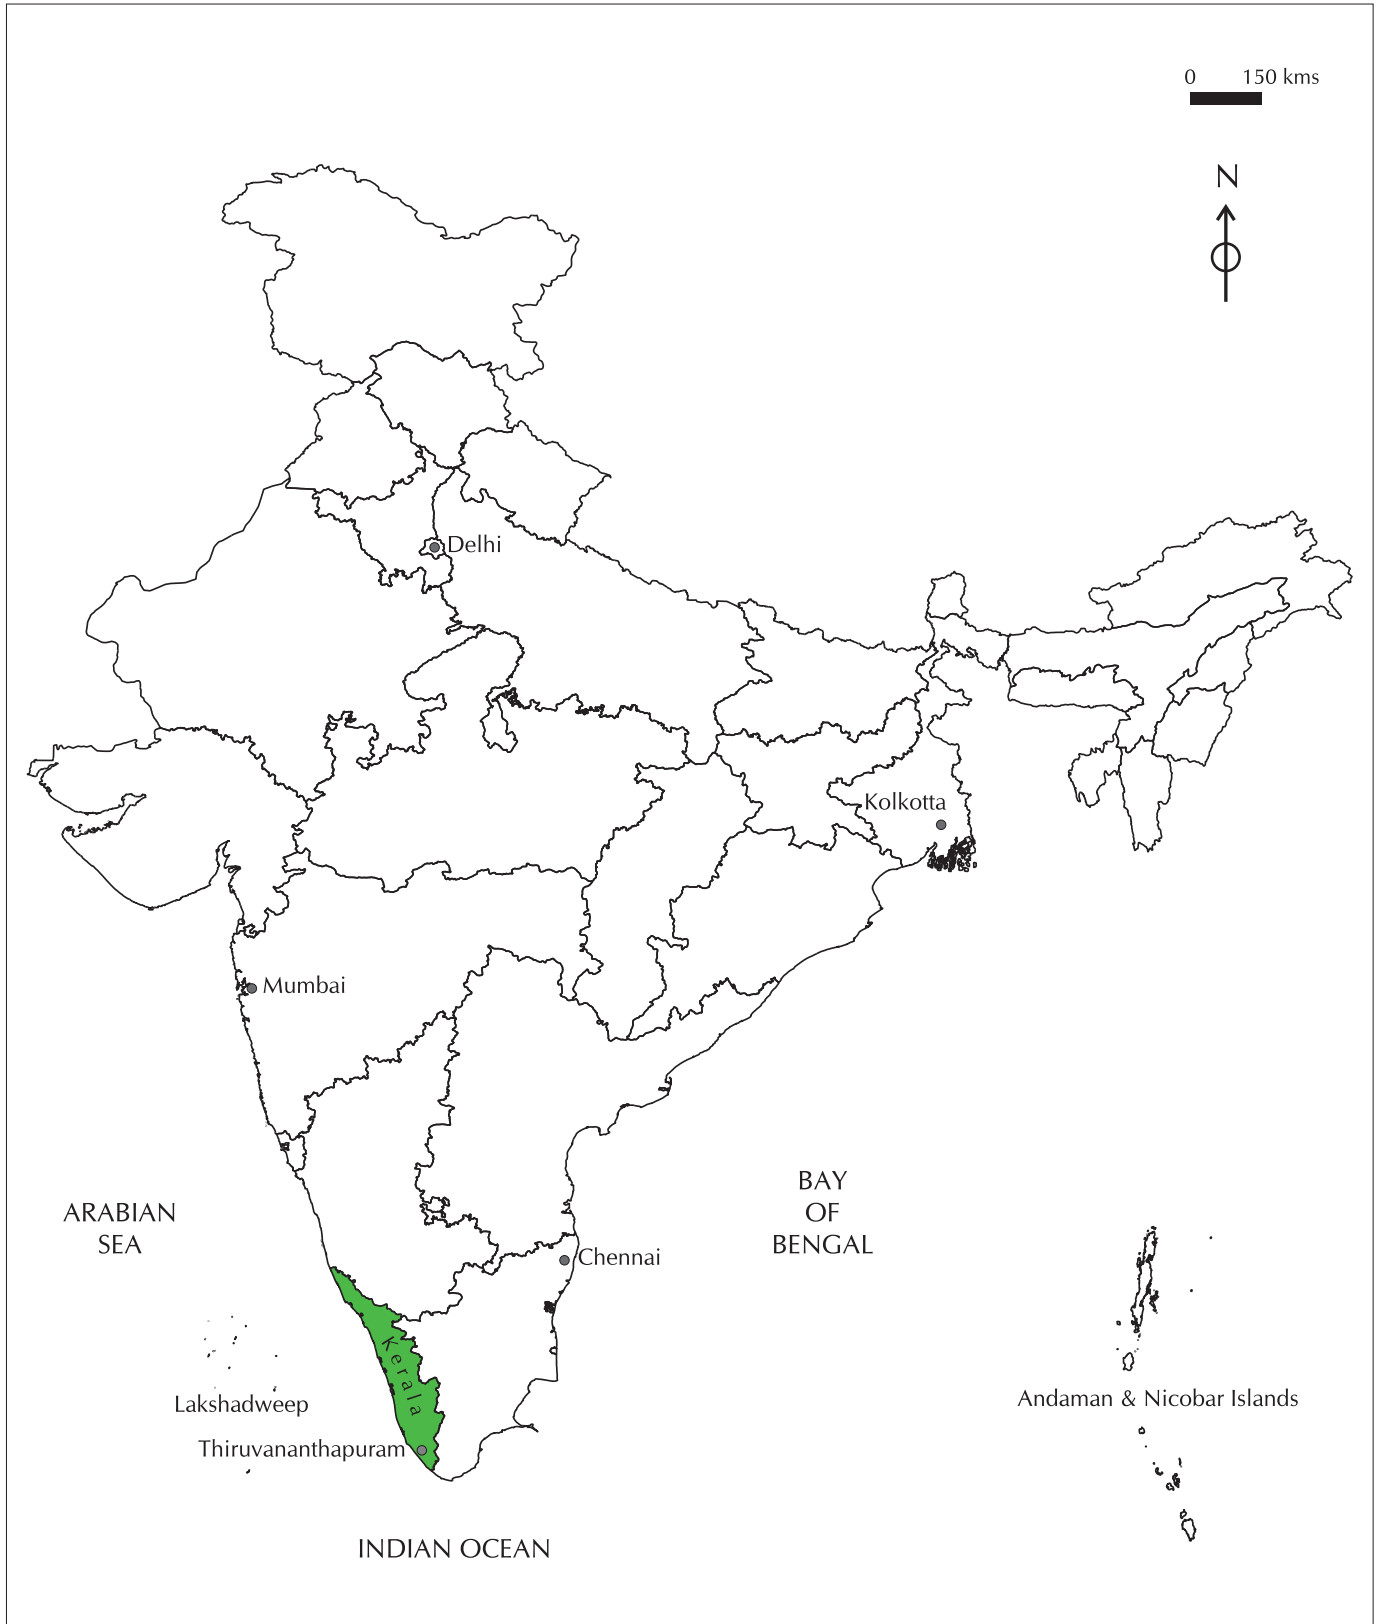 0 150 kms
N
Delhi
Kolkotta
Mumbai
BAY
OF
BENGAL
ARABIAN
SEA
Chennai
Kerala
Lakshadweep
Andaman & Nicobar Islands
Thiruvananthapuram
INDIAN OCEAN